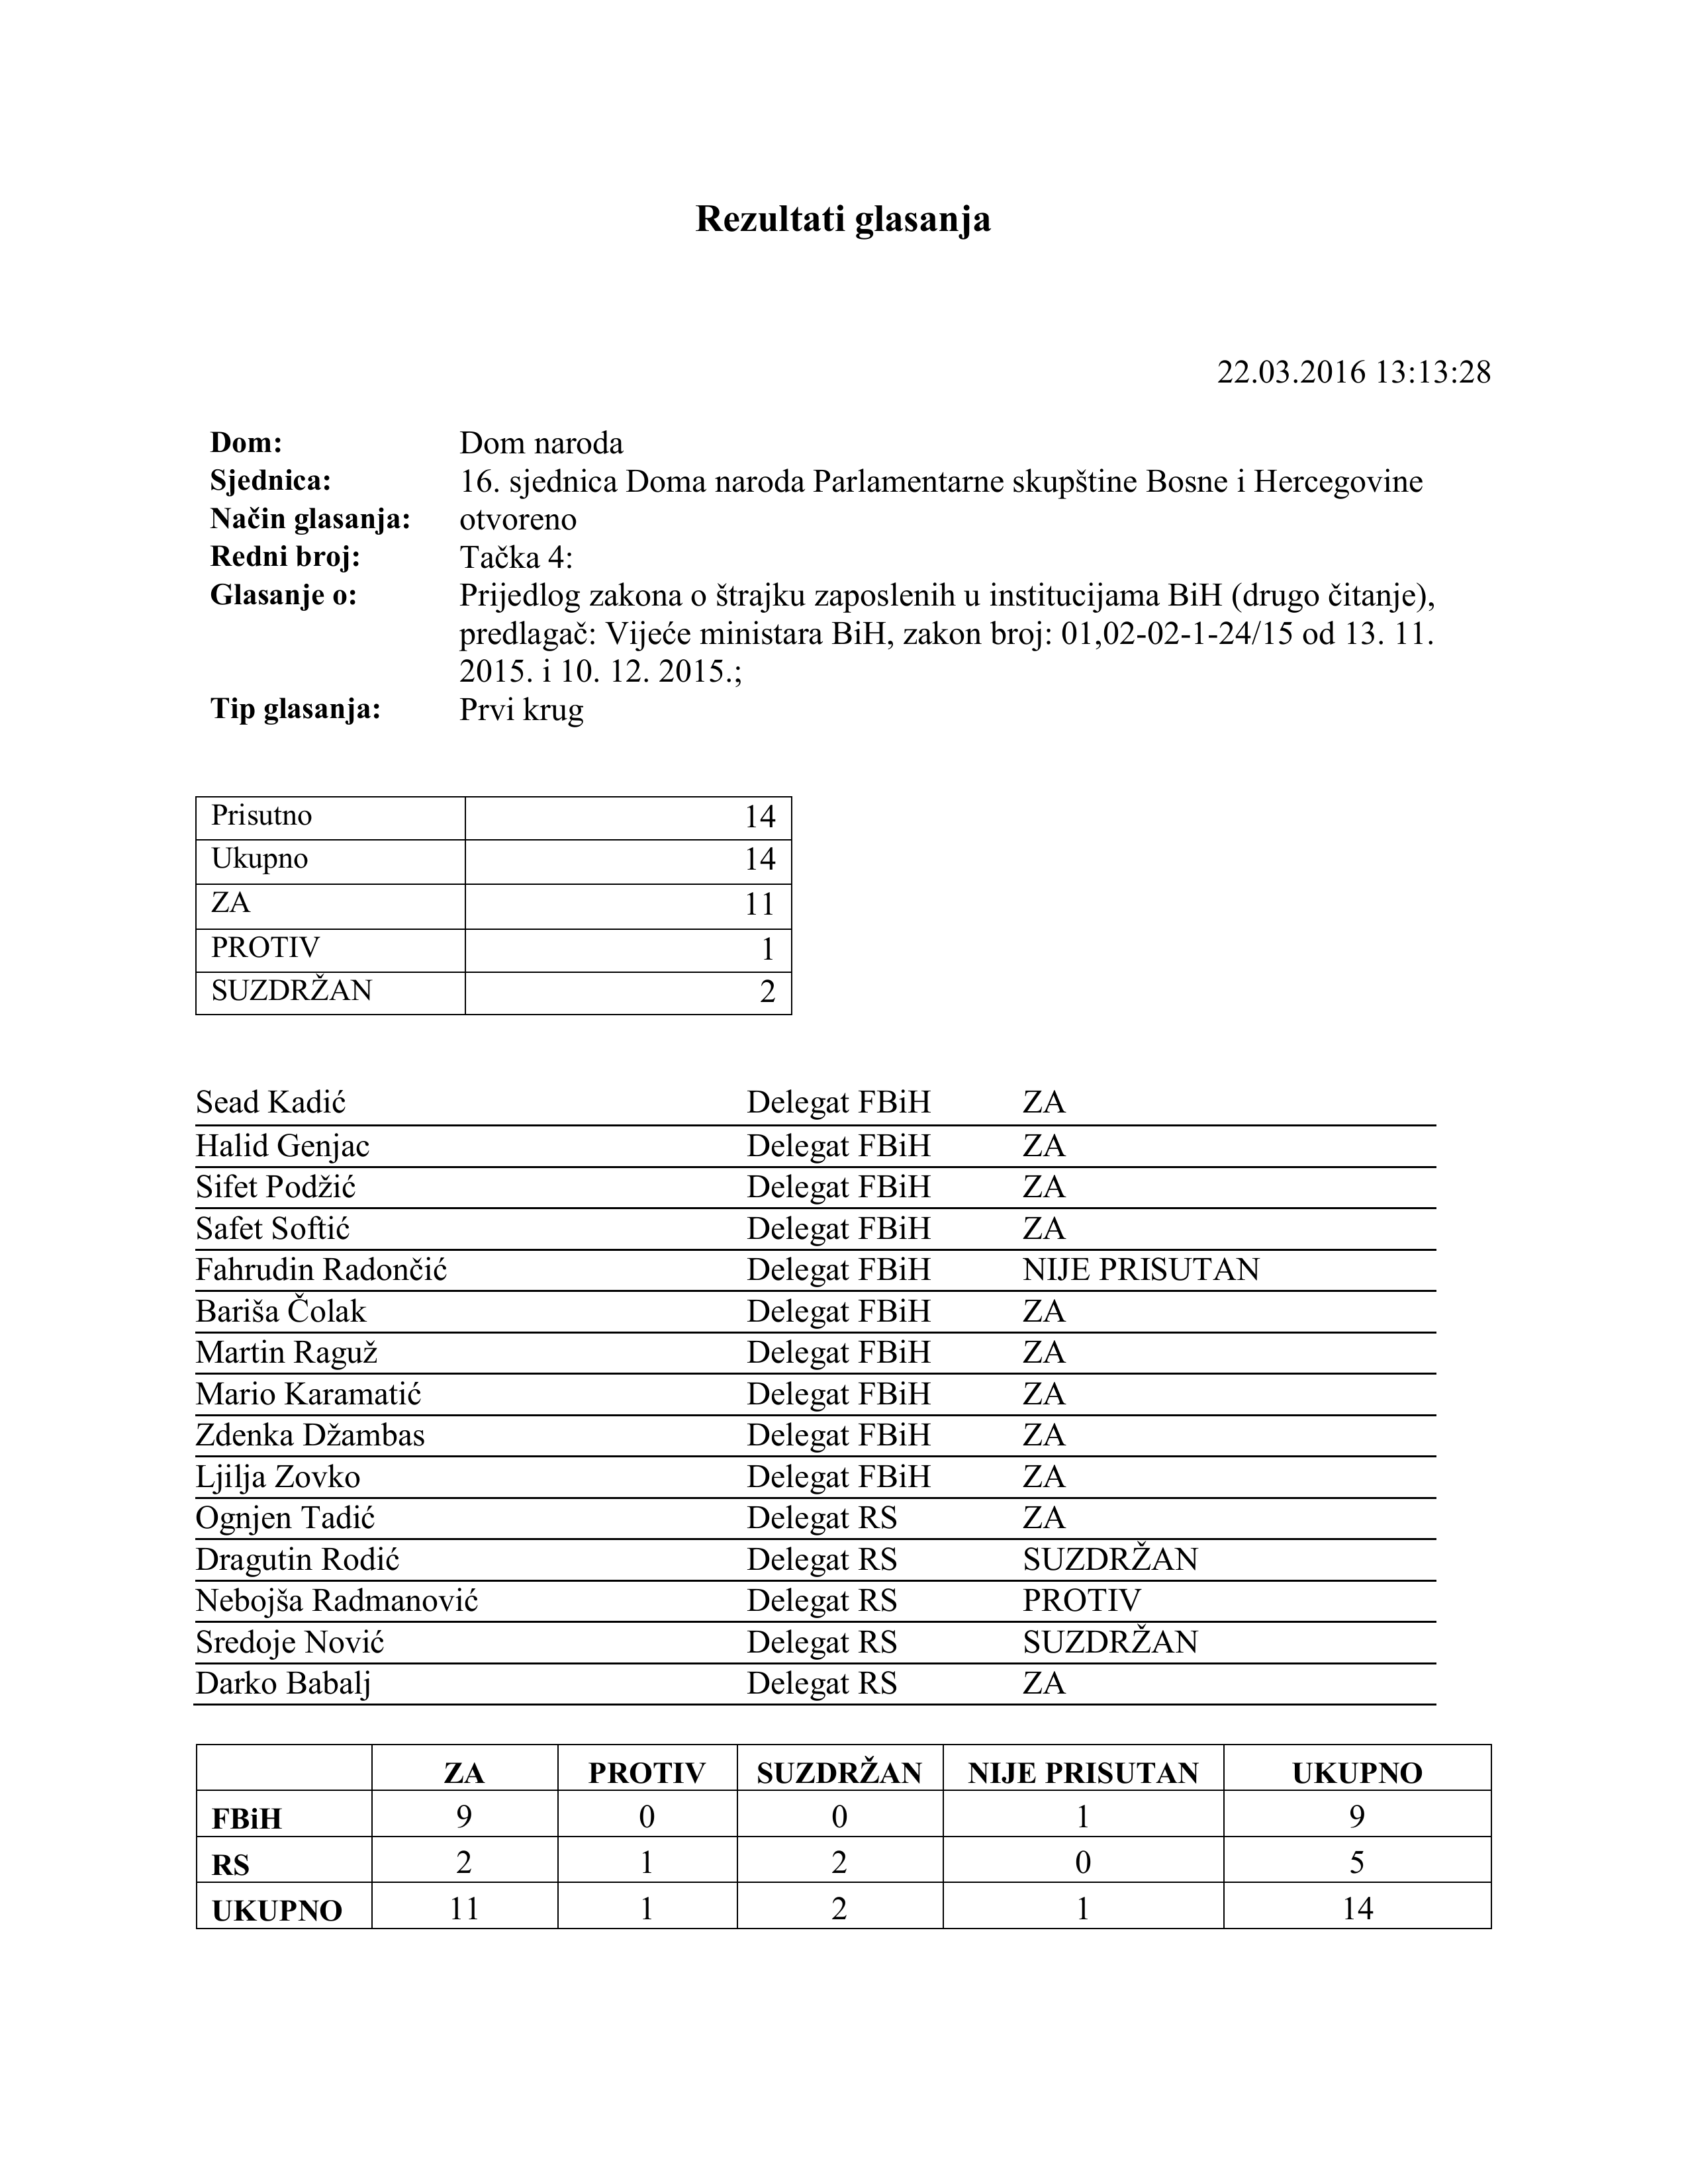 Rezultati glasanja
22.03.2016 13:13:28
Dom: Dom naroda
Sjednica: 16. sjednica Doma naroda Parlamentarne skupštine Bosne i Hercegovine
Način glasanja: otvoreno
Redni broj: Tačka 4:
Glasanje o: Prijedlog zakona o štrajku zaposlenih u institucijama BiH (drugo čitanje),
predlagač: Vijeće ministara BiH, zakon broj: 01,02-02-1-24/15 od 13. 11.
2015. i 10. 12. 2015.;
Tip glasanja: Prvi krug
Prisutno 14
Ukupno 14
ZA 11
PROTIV 1
SUZDRŽAN 2
Sead Kadić Delegat FBiH ZA
Halid Genjac Delegat FBiH ZA
Sifet Podžić Delegat FBiH ZA
Safet Softić Delegat FBiH ZA
Fahrudin Radončić Delegat FBiH NIJE PRISUTAN
Bariša Čolak Delegat FBiH ZA
Martin Raguž Delegat FBiH ZA
Mario Karamatić Delegat FBiH ZA
Zdenka Džambas Delegat FBiH ZA
Ljilja Zovko Delegat FBiH ZA
Ognjen Tadić Delegat RS ZA
Dragutin Rodić Delegat RS SUZDRŽAN
Nebojša Radmanović Delegat RS PROTIV
Sredoje Nović Delegat RS SUZDRŽAN
Darko Babalj Delegat RS ZA
ZA PROTIV SUZDRŽAN NIJE PRISUTAN UKUPNO
FBiH 9 0 0 1 9
RS 2 1 2 0 5
UKUPNO 11 1 2 1 14